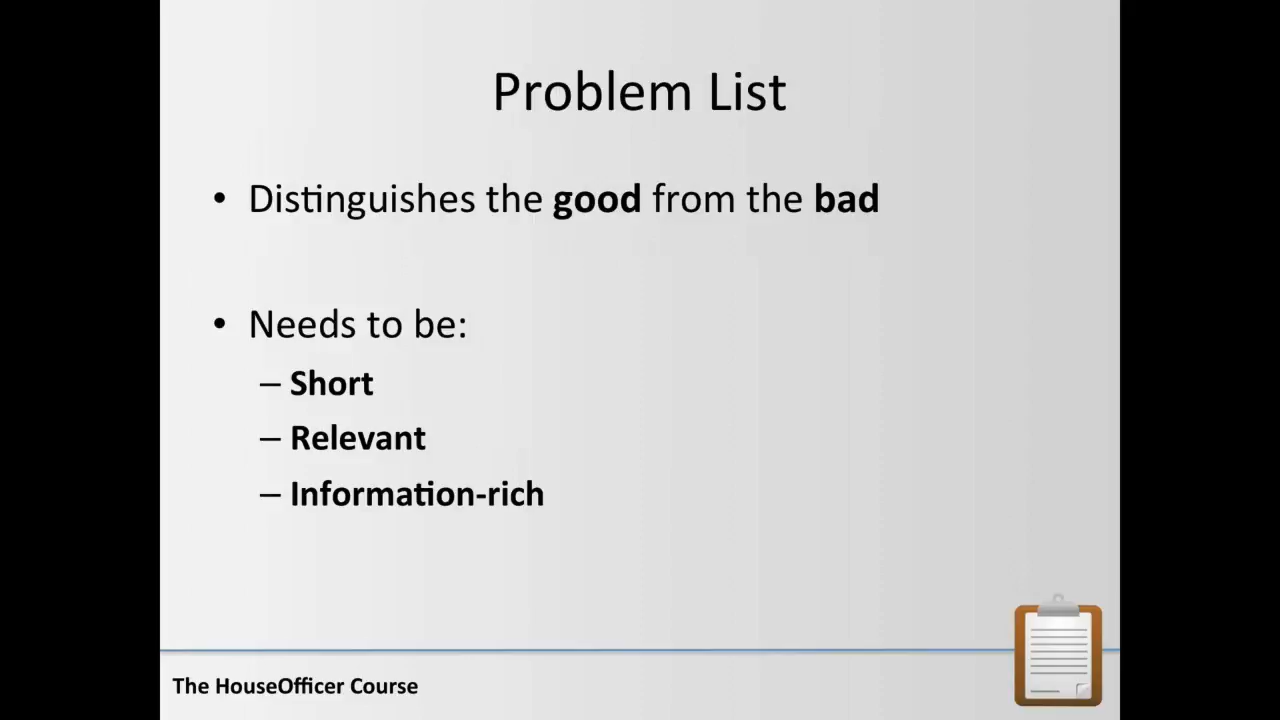 Problem List
• Distinguishes the good from the bad
• Needs to be:
– Short
– Relevant
– Information-rich
The HouseOfficer Course